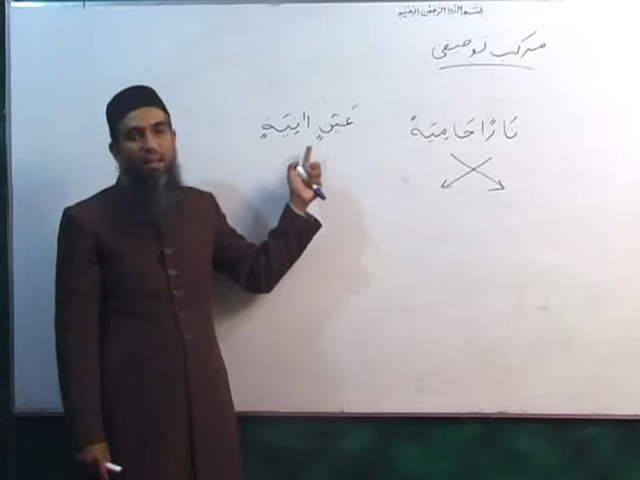 بسم الله الرحمن الرحيم
مرکب توصیفی
نَارًا حَامِيَةً
عَيْنٍ اٰنِيَةٍ